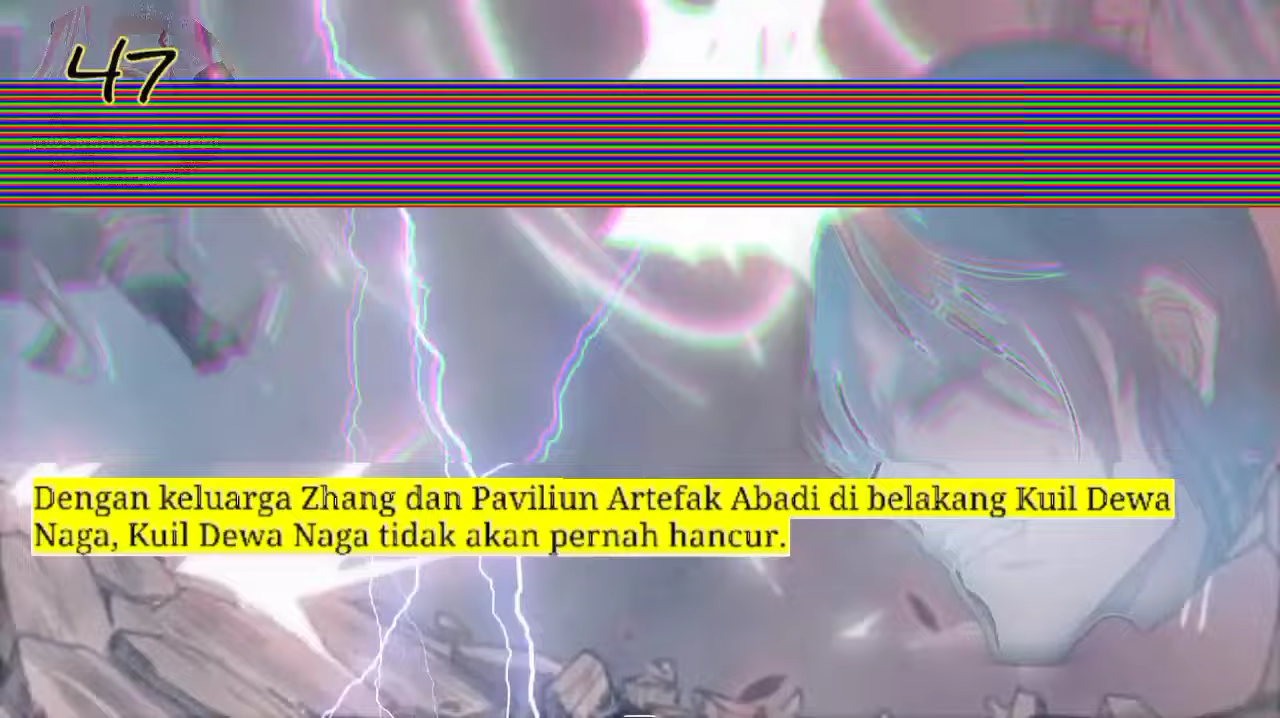 47
Dengan keluarga Zhang dan Paviliun Artefak Abadi di belakang Kuil Dewa
Naga, Kuil Dewa Naga tidak akan pernah hancur.